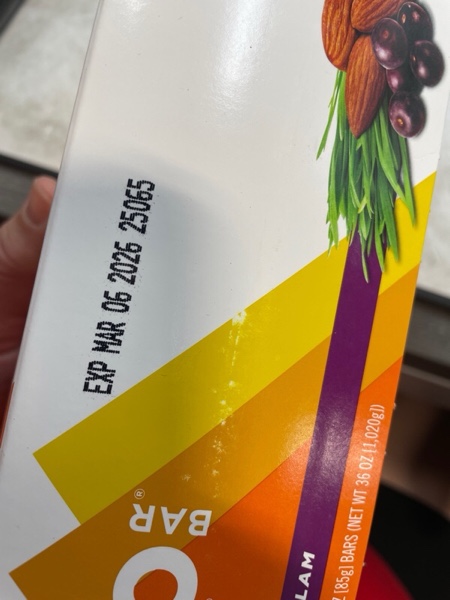 EXP MAR 06 2026 25065
BAR®
LAM
[85g] BARS (NET WT 36 OZ [1,020g])